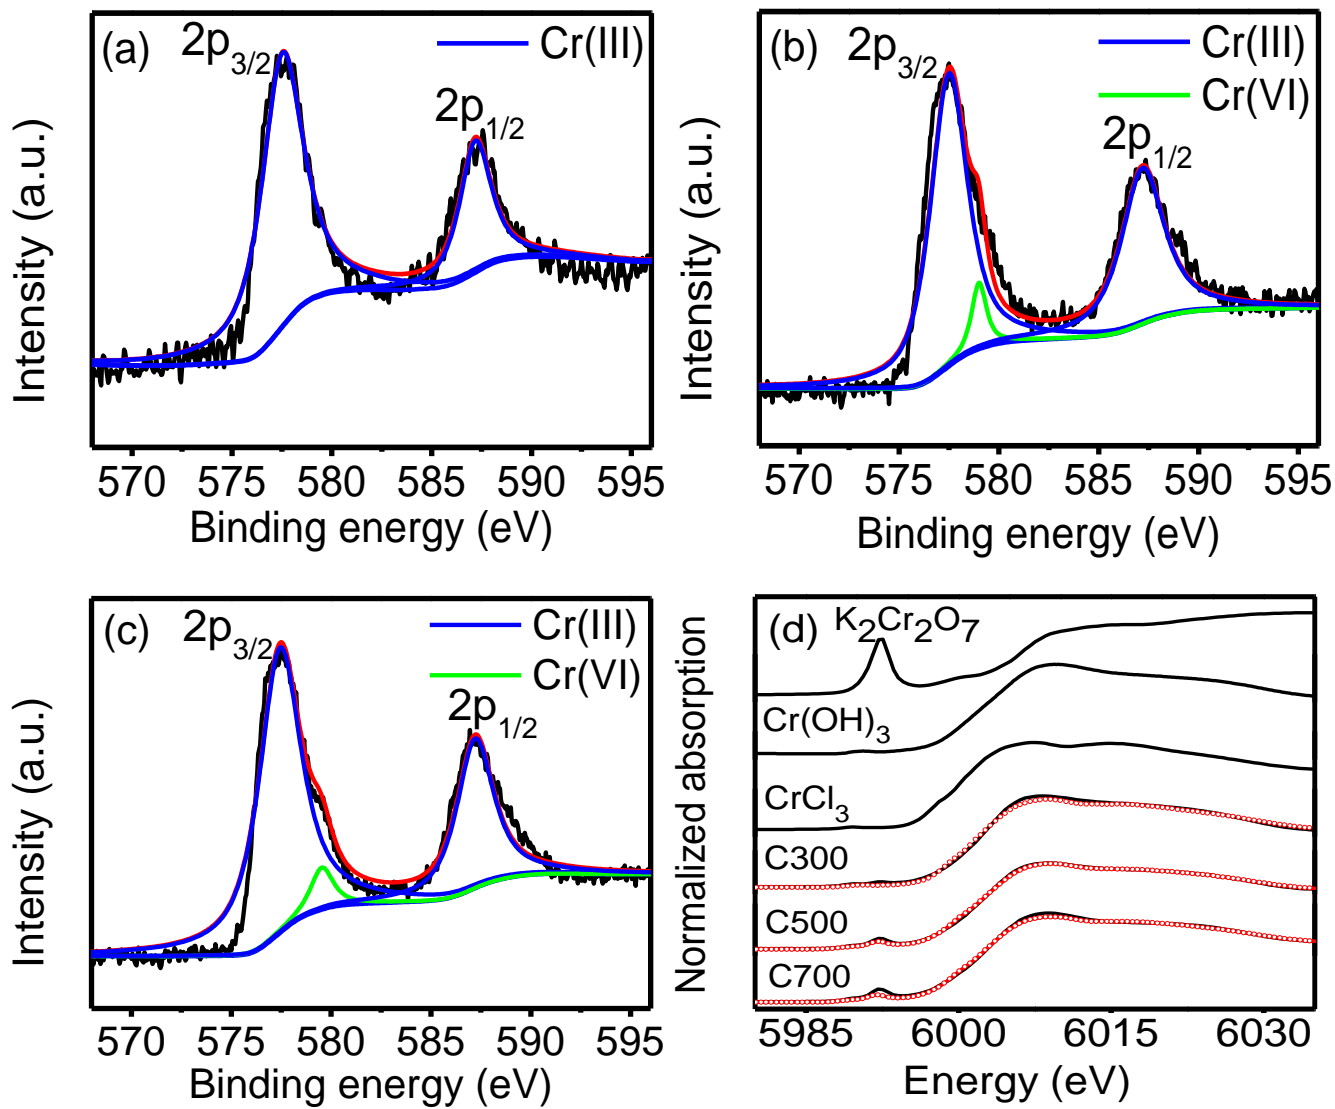 (a) 2p3/2 Cr(III)
2p1/2
Intensity (a.u.)
570 575 580 585 590 595
Binding energy (eV)
(b) 2p3/2 Cr(III)
Cr(VI)
2p1/2
Intensity (a.u.)
570 575 580 585 590 595
Binding energy (eV)
(c) 2p3/2 Cr(III)
Cr(VI)
2p1/2
Intensity (a.u.)
570 575 580 585 590 595
Binding energy (eV)
(d) K2Cr2O7
Cr(OH)3
CrCl3
C300
C500
C700
Normalized absorption
5985 6000 6015 6035
Energy (eV)